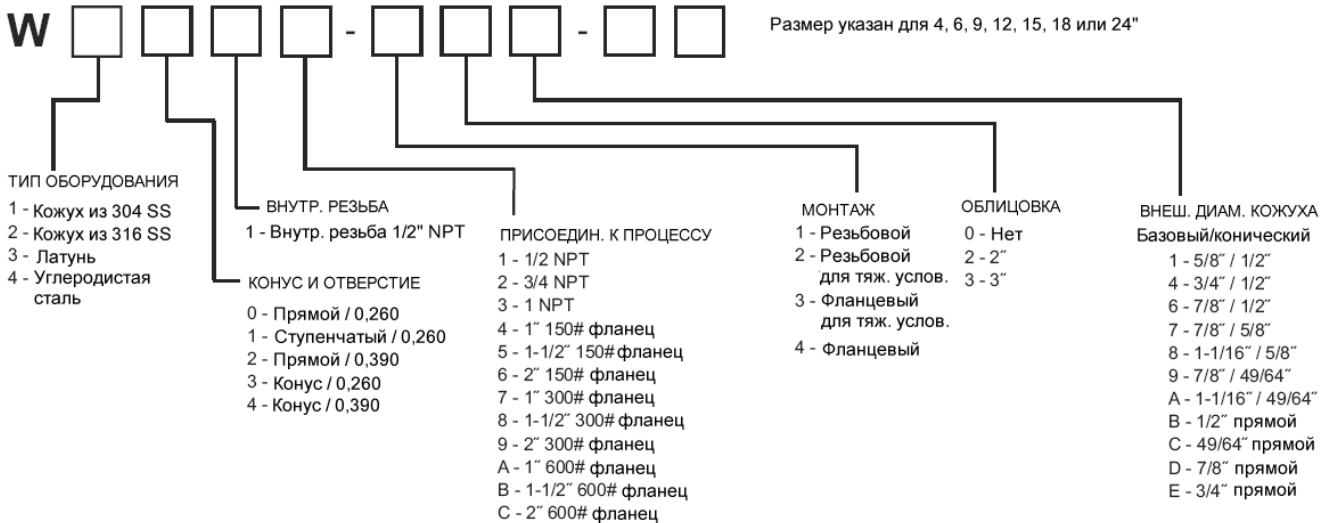 W - -
Размер указан для 4, 6, 9, 12, 15, 18 или 24"
ТИП ОБОРУДОВАНИЯ
1 - Кожух из 304 SS
2 - Кожух из 316 SS
3 - Латунь
4 - Углеродистая
сталь
ВНУТР. РЕЗЬБА
1 - Внутр. резьба 1/2" NPT
КОНУС И ОТВЕРСТИЕ
0 - Прямой / 0,260
1 - Ступенчатый / 0,260
2 - Прямой / 0,390
3 - Конус / 0,260
4 - Конус / 0,390
ПРИСОЕДИН. К ПРОЦЕССУ
1 - 1/2 NPT
2 - 3/4 NPT
3 - 1 NPT
4 - 1˝ 150# фланец
5 - 1-1/2˝ 150# фланец
6 - 2˝ 150# фланец
7 - 1˝ 300# фланец
8 - 1-1/2˝ 300# фланец
9 - 2˝ 300# фланец
A - 1˝ 600# фланец
B - 1-1/2˝ 600# фланец
C - 2˝ 600# фланец
МОНТАЖ
1 - Резьбовой
2 - Резьбовой
для тяж. услов.
3 - Фланцевый
для тяж. услов.
4 - Фланцевый
ОБЛИЦОВКА
0 - Нет
2 - 2˝
3 - 3˝
ВНЕШ. ДИАМ. КОЖУХА
Базовый/конический
1 - 5/8˝ / 1/2˝
4 - 3/4˝ / 1/2˝
6 - 7/8˝ / 1/2˝
7 - 7/8˝ / 5/8˝
8 - 1-1/16˝ / 5/8˝
9 - 7/8˝ / 49/64˝
A - 1-1/16˝ / 49/64˝
B - 1/2˝ прямой
C - 49/64˝ прямой
D - 7/8˝ прямой
E - 3/4˝ прямой